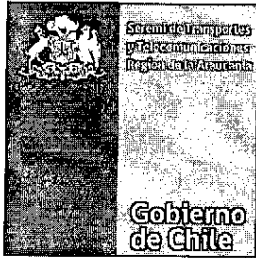 Seremi de Transportes
y Telecomunicaciones
Región de la Araucanía
Gobierno
de Chile